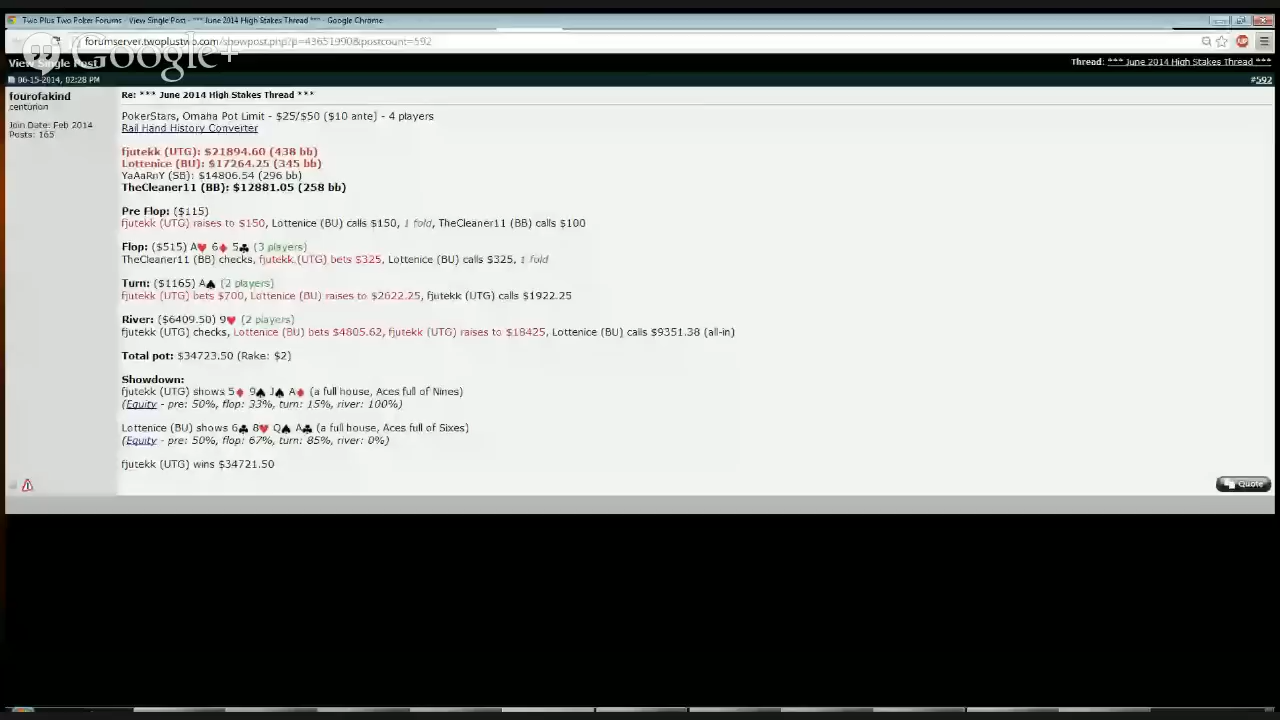 Two Plus Two Poker Forums - View Single Post - *** June 2014 High Stakes Thread *** - Google Chrome
forumserver.twoplustwo.com/showpost.php?p=43651990&postcount=592
Google+
View Single Post
Thread: *** June 2014 High Stakes Thread ***
06-15-2014, 02:28 PM
#592
fourofakind
centurion
Join Date: Feb 2014
Posts: 165
Re: *** June 2014 High Stakes Thread ***
PokerStars, Omaha Pot Limit - $25/$50 ($10 ante) - 4 players
Rail Hand History Converter
fjutekk (UTG): $21894.60 (438 bb)
Lottenice (BU): $17264.25 (345 bb)
YaAaRnY (SB): $14806.54 (296 bb)
TheCleaner11 (BB): $12881.05 (258 bb)
Pre Flop: ($115)
fjutekk (UTG) raises to $150, Lottenice (BU) calls $150, 1 fold, TheCleaner11 (BB) calls $100
Flop: ($515) A♥ 6♦ 5♣ (3 players)
TheCleaner11 (BB) checks, fjutekk (UTG) bets $325, Lottenice (BU) calls $325, 1 fold
Turn: ($1165) A♠ (2 players)
fjutekk (UTG) bets $700, Lottenice (BU) raises to $2622.25, fjutekk (UTG) calls $1922.25
River: ($6409.50) 9♥ (2 players)
fjutekk (UTG) checks, Lottenice (BU) bets $4805.62, fjutekk (UTG) raises to $18425, Lottenice (BU) calls $9351.38 (all-in)
Total pot: $34723.50 (Rake: $2)
Showdown:
fjutekk (UTG) shows 5♦ 9♠ J♠ A♦ (a full house, Aces full of Nines)
(Equity - pre: 50%, flop: 33%, turn: 15%, river: 100%)
Lottenice (BU) shows 6♣ 8♥ Q♠ A♣ (a full house, Aces full of Sixes)
(Equity - pre: 50%, flop: 67%, turn: 85%, river: 0%)
fjutekk (UTG) wins $34721.50
Quote